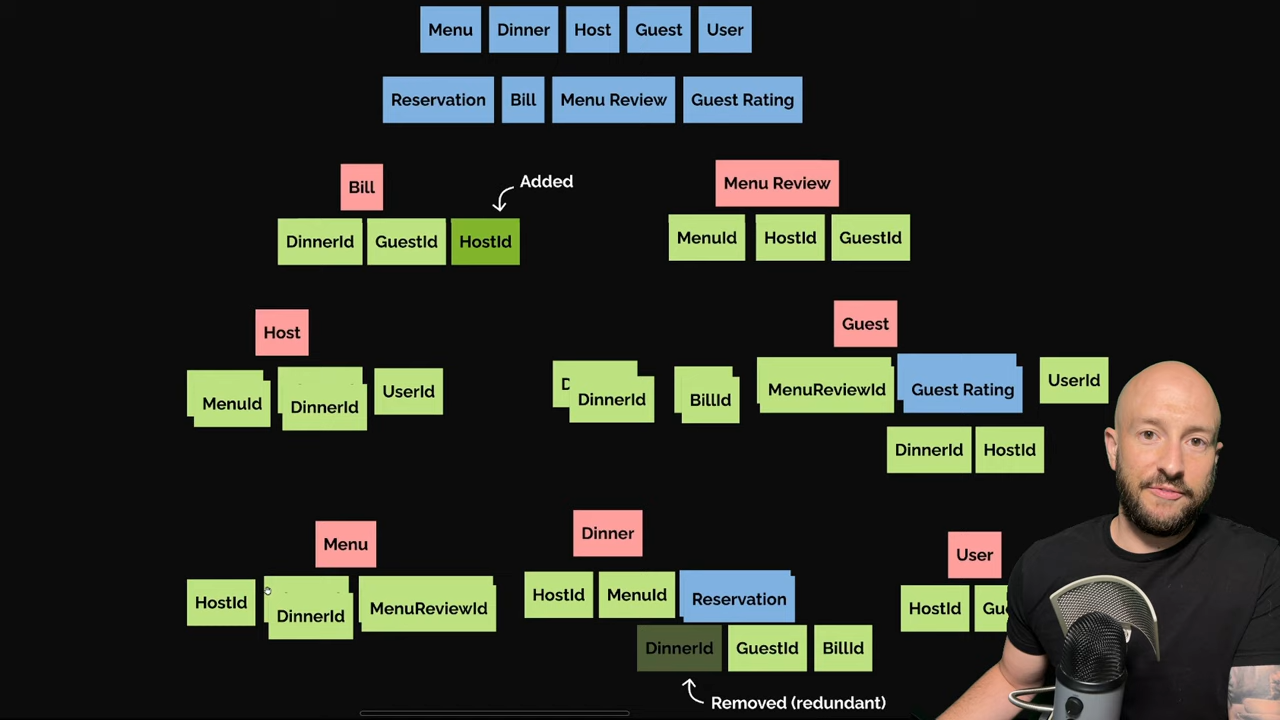 Menu Dinner Host Guest User
Reservation Bill Menu Review Guest Rating
Bill
Added
DinnerId GuestId HostId
Menu Review
MenuId HostId GuestId
Host
MenuId DinnerId UserId
Guest
DinnerId BillId MenuReviewId Guest Rating UserId
DinnerId HostId
Menu
HostId DinnerId MenuReviewId
Dinner
HostId MenuId Reservation
DinnerId GuestId BillId
Removed (redundant)
User
HostId